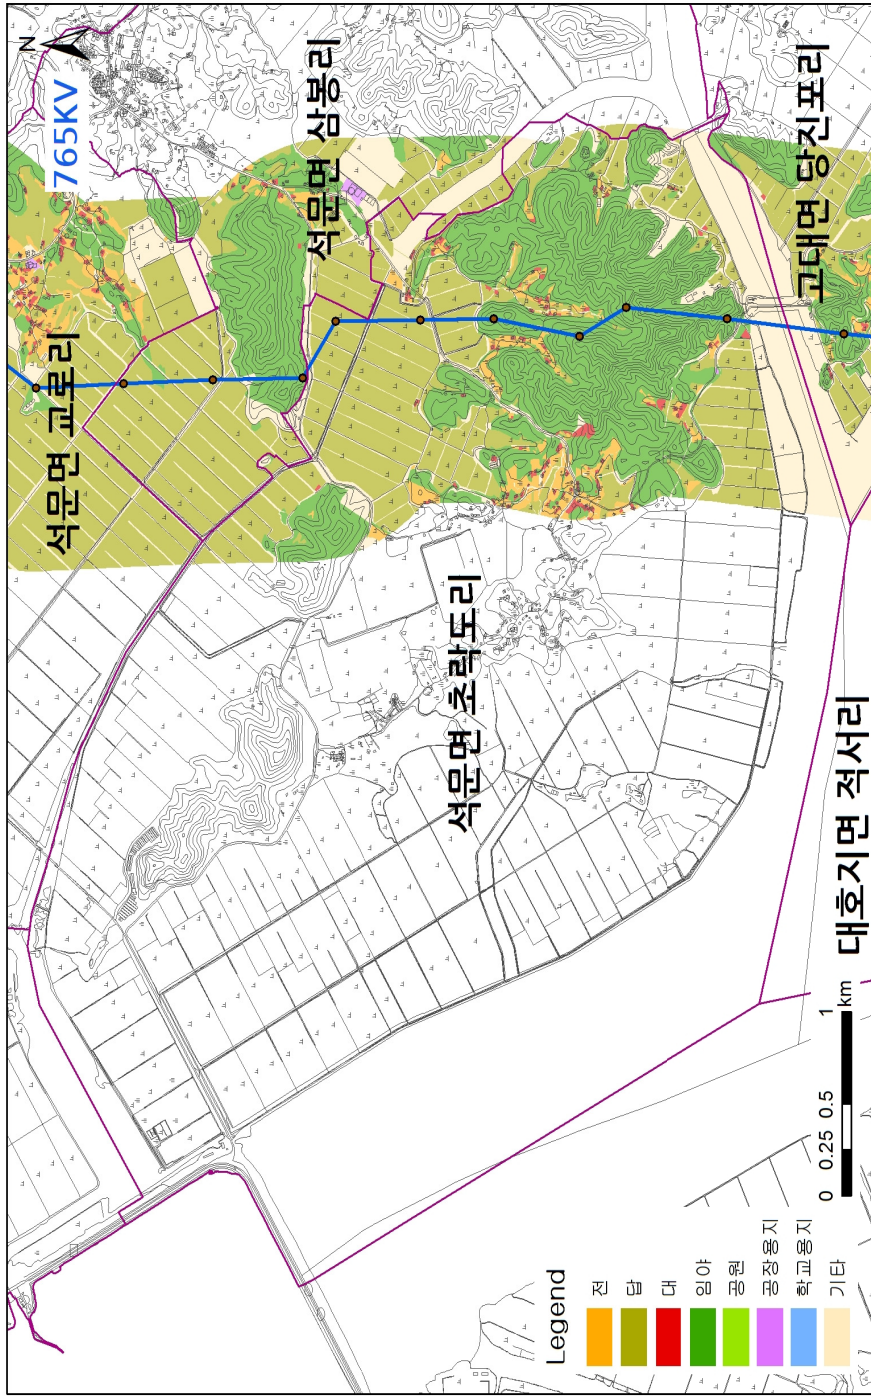 N
765KV
석문면 교로리
석문면 삼봉리
고대면 당진포리
석문면 초락도리
대호지면 적서리
0 0.25 0.5 1
km
Legend
전
답
대
임야
공원
공장용지
학교용지
기타